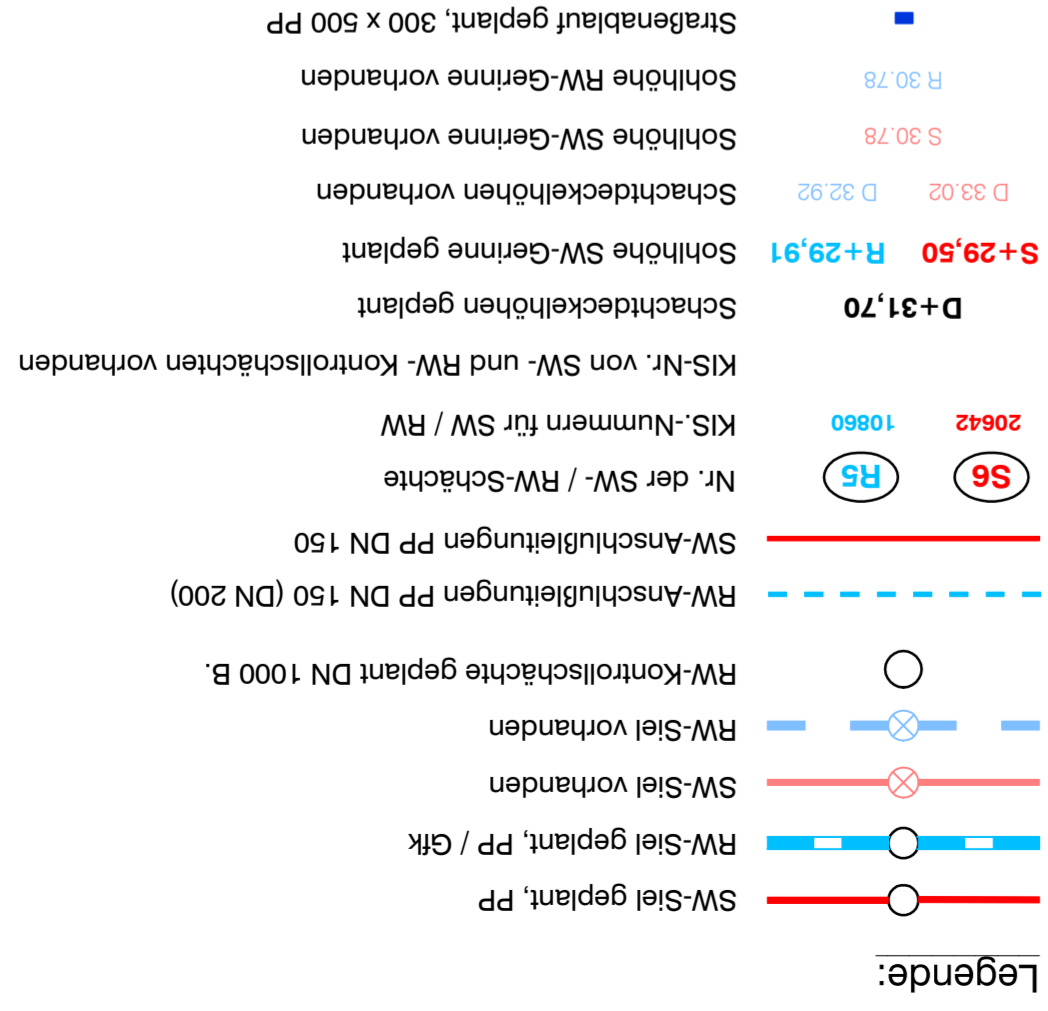 Legende:
SW-Siel geplant, PP
RW-Siel geplant, PP / Gfk
SW-Siel vorhanden
RW-Siel vorhanden
RW-Kontrollschächte geplant DN 1000 B.
RW-Anschlußleitungen PP DN 150 (DN 200)
SW-Anschlußleitungen PP DN 150
S6 R5 Nr. der SW- / RW-Schächte
20642 10860 KIS.-Nummern für SW / RW
KIS-Nr. von SW- und RW- Kontrollschächten vorhanden
D+31,70 Schachtdeckelhöhen geplant
S+29,50 R+29,91 Sohlhöhe SW-Gerinne geplant
D 33.02 D 32.92 Schachtdeckelhöhen vorhanden
S 30.78 Sohlhöhe SW-Gerinne vorhanden
R 30.78 Sohlhöhe RW-Gerinne vorhanden
Straßenablauf geplant, 300 x 500 PP